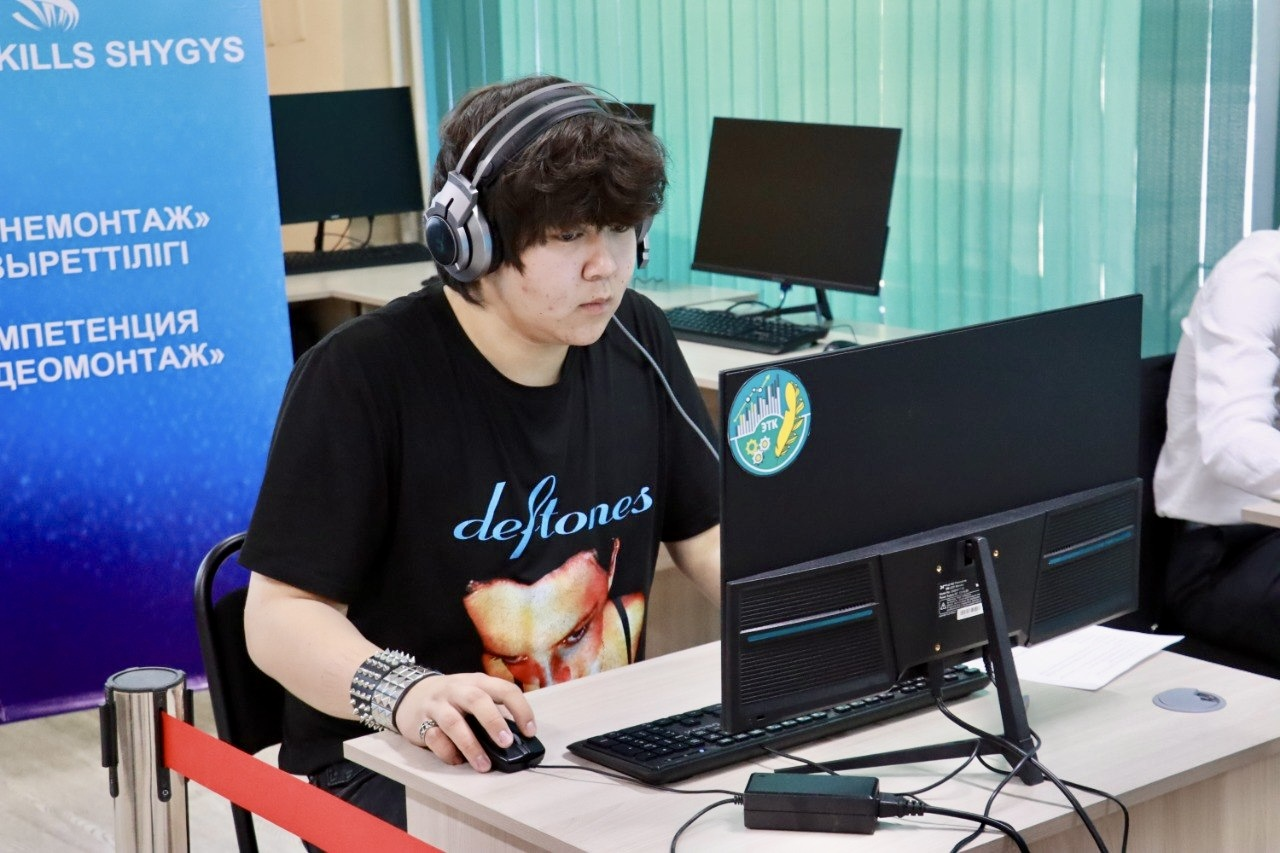 KILLS SHYGYS
НЕМОНТАЖ»
ЫРЕТТІЛІГІ
МПЕТЕНЦИЯ
ДЕОМОНТАЖ»
deftones
ЭТК